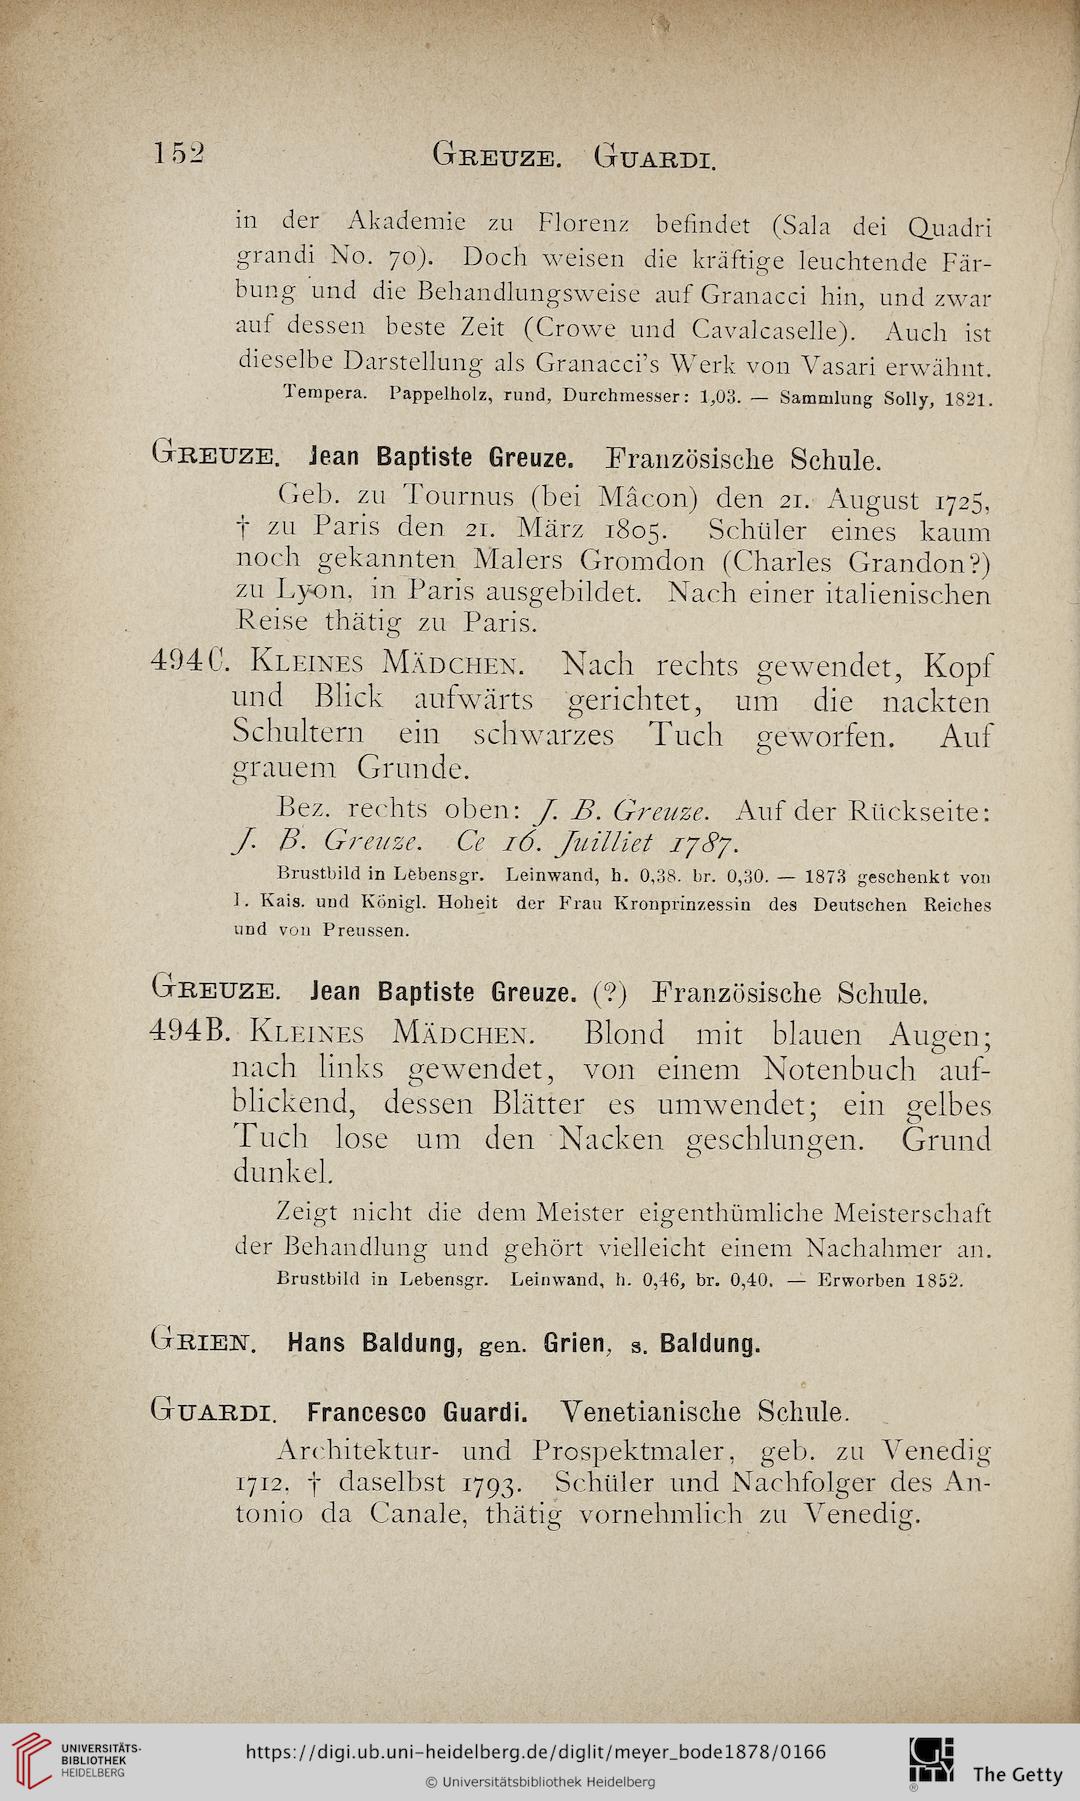 152 GREUZE. GUARDI.
in der Akademie zu Florenz befindet (Sala dei Quadri
grandi No. 70). Doch weisen die kräftige leuchtende Fär-
bung und die Behandlungsweise auf Granacci hin, und zwar
auf dessen beste Zeit (Crowe und Cavalcaselle). Auch ist
dieselbe Darstellung als Granacci's Werk von Vasari erwähnt.
Tempera. Pappelholz, rund, Durchmesser: 1,03. — Sammlung Solly, 1821.
GREUZE. Jean Baptiste Greuze. Französische Schule.
Geb. zu Tournus (bei Mâcon) den 21. August 1725,
† zu Paris den 21. März 1805. Schüler eines kaum
noch gekannten Malers Gromdon (Charles Grandon?)
zu Lyon, in Paris ausgebildet. Nach einer italienischen
Reise thätig zu Paris.
494C. KLEINES MÄDCHEN. Nach rechts gewendet, Kopf
und Blick aufwärts gerichtet, um die nackten
Schultern ein schwarzes Tuch geworfen. Auf
grauem Grunde.
Bez. rechts oben: J. B. Greuze. Auf der Rückseite:
J. B. Greuze. Ce 16. Juilliet 1787.
Brustbild in Lebensgr. Leinwand, h. 0,38. br. 0,30. — 1873 geschenkt von
I. Kais. und Königl. Hoheit der Frau Kronprinzessin des Deutschen Reiches
und von Preussen.
GREUZE. Jean Baptiste Greuze. (?) Französische Schule.
494B. KLEINES MÄDCHEN. Blond mit blauen Augen;
nach links gewendet, von einem Notenbuch auf-
blickend, dessen Blätter es umwendet; ein gelbes
Tuch lose um den Nacken geschlungen. Grund
dunkel.
Zeigt nicht die dem Meister eigenthümliche Meisterschaft
der Behandlung und gehört vielleicht einem Nachahmer an.
Brustbild in Lebensgr. Leinwand, h. 0,46, br. 0,40. — Erworben 1852.
GRIEN. Hans Baldung, gen. Grien, s. Baldung.
GUARDI. Francesco Guardi. Venetianische Schule.
Architektur- und Prospektmaler, geb. zu Venedig
1712, † daselbst 1793. Schüler und Nachfolger des An-
tonio da Canale, thätig vornehmlich zu Venedig.
UNIVERSITÄTS-
BIBLIOTHEK
HEIDELBERG
https://digi.ub.uni-heidelberg.de/diglit/meyer_bode1878/0166
© Universitätsbibliothek Heidelberg
GETTY
® The Getty